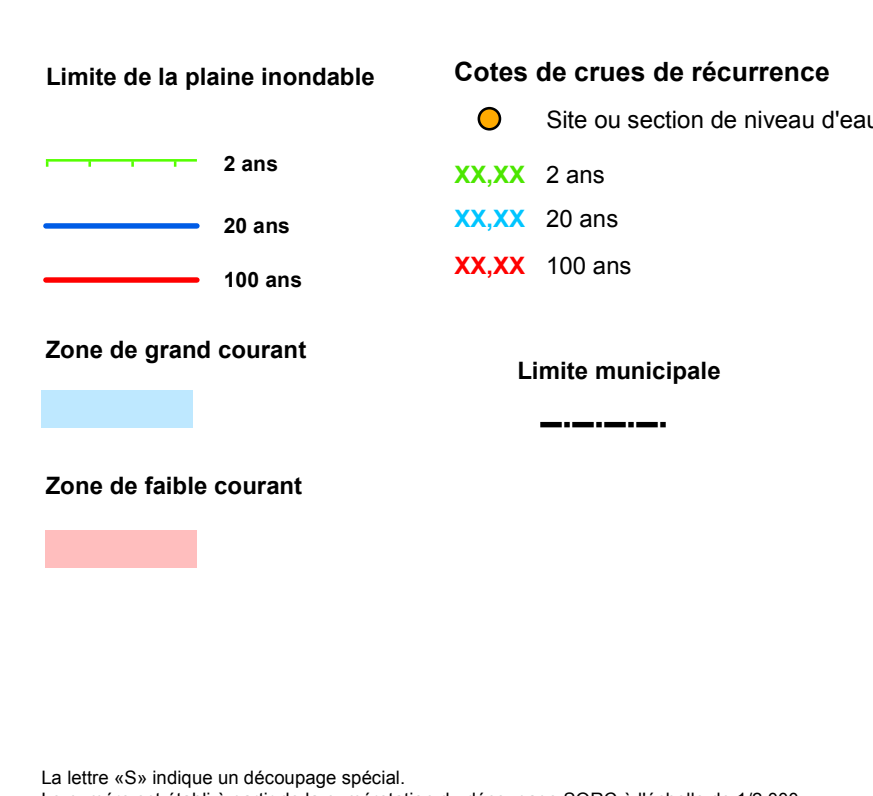 Limite de la plaine inondable
2 ans
20 ans
100 ans
Zone de grand courant
Zone de faible courant
Cotes de crues de récurrence
Site ou section de niveau d'eau
XX,XX 2 ans
XX,XX 20 ans
XX,XX 100 ans
Limite municipale
La lettre «S» indique un découpage spécial.